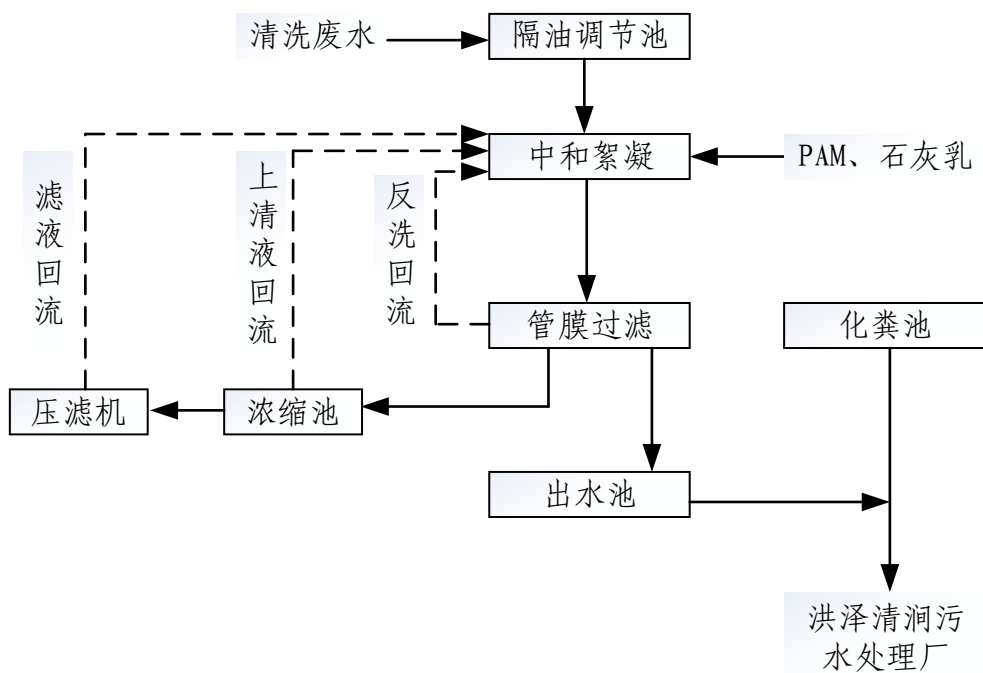 清洗废水
隔油调节池
中和絮凝
PAM、石灰乳
滤液回流
上清液回流
反洗回流
管膜过滤
化粪池
压滤机
浓缩池
出水池
洪泽清涧污
水处理厂